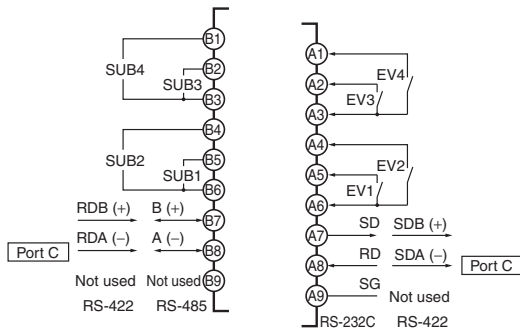 B1
SUB4
B2
SUB3
B3
B4
SUB2
B5
SUB1
B6
RDB (+) B (+) B7
Port C RDA (−) A (−) B8
Not used Not used B9
RS-422 RS-485
A1
A2 EV4
EV3
A3
A4
A5 EV2
EV1
A6
A7 SD SDB (+)
A8 RD SDA (−) Port C
A9 SG Not used
RS-232C RS-422